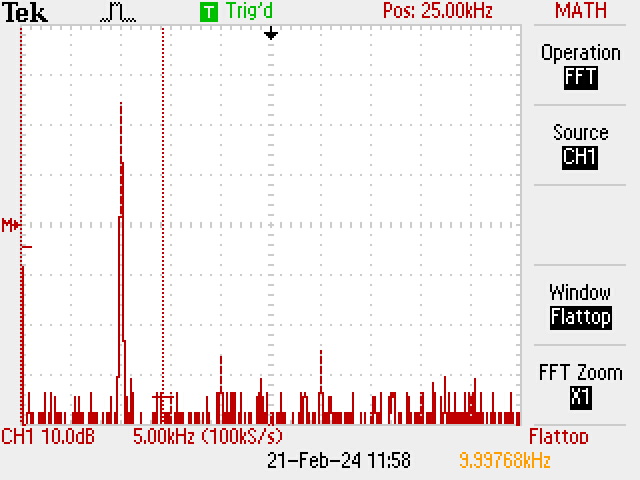 Tek T Trig'd Pos: 25.00kHz MATH
Operation
FFT
Source
CH1
M
Window
Flattop
FFT Zoom
X1
CH1 10.0dB 5.00kHz (100kS/s) Flattop
21-Feb-24 11:58 9.99768kHz